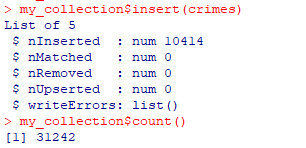 > my_collection$insert(crimes)
List of 5
 $ nInserted  : num 10414
 $ nMatched   : num 0
 $ nRemoved   : num 0
 $ nUpserted  : num 0
 $ writeErrors: list()
> my_collection$count()
[1] 31242